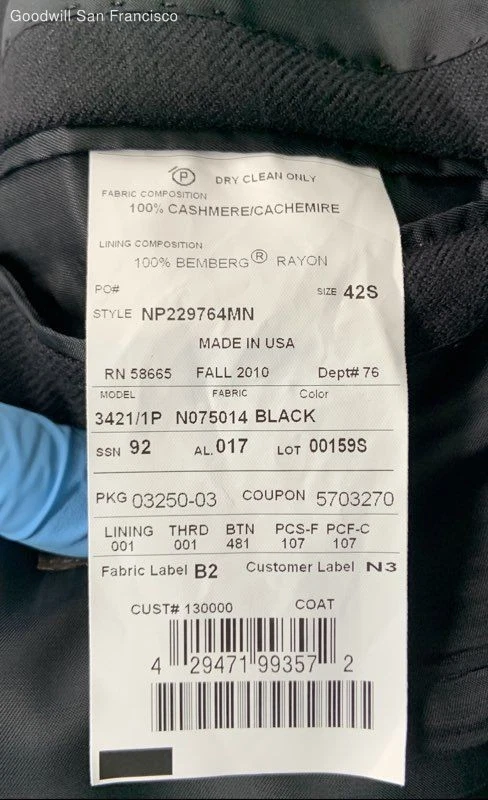 Goodwill San Francisco
P DRY CLEAN ONLY
FABRIC COMPOSITION
100% CASHMERE/CACHEMIRE
LINING COMPOSITION
100% BEMBERG® RAYON
PO# SIZE 42S
STYLE NP229764MN
MADE IN USA
RN 58665 FALL 2010 Dept# 76
MODEL FABRIC Color
3421/1P N075014 BLACK
SSN 92 AL. 017 LOT 00159S
PKG 03250-03 COUPON 5703270
LINING THRD BTN PCS-F PCF-C
001 001 481 107 107
Fabric Label B2 Customer Label N3
CUST# 130000 COAT
4 29471 99357 2